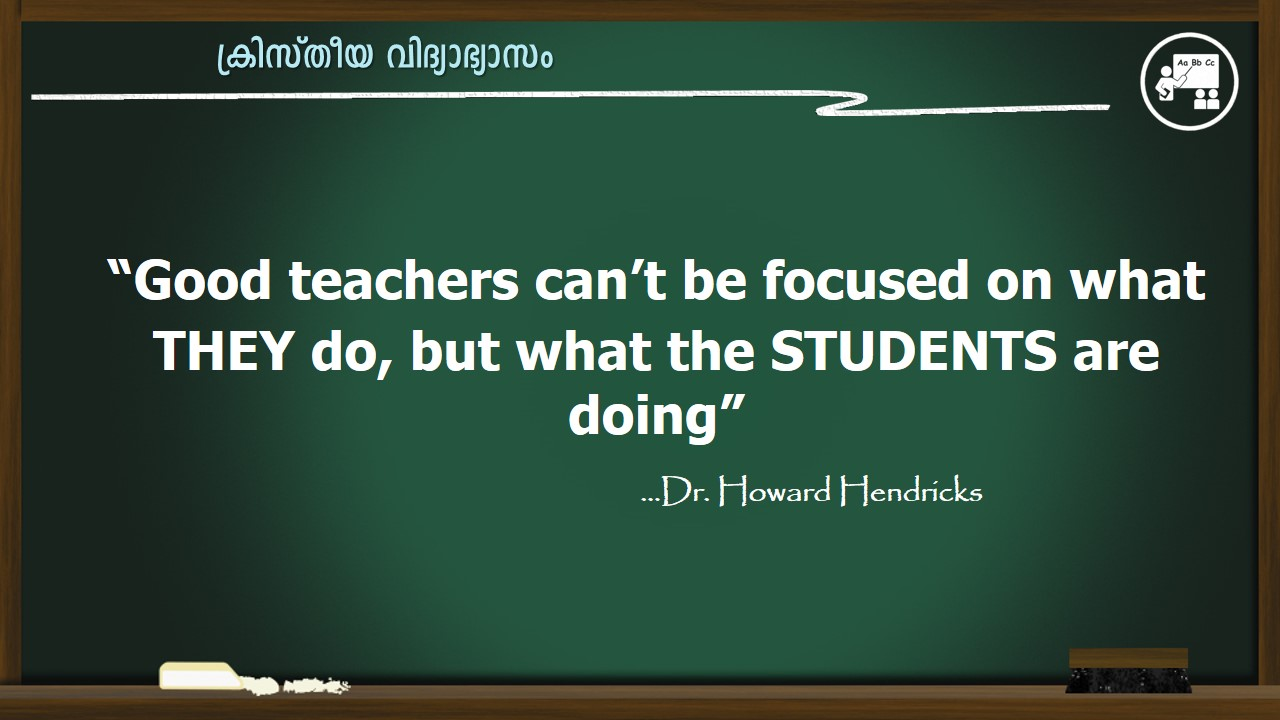 ക്രിസ്തീയ വിദ്യാഭ്യാസം
Aa Bb Cc
“Good teachers can’t be focused on what
THEY do, but what the STUDENTS are
doing”
...Dr. Howard Hendricks